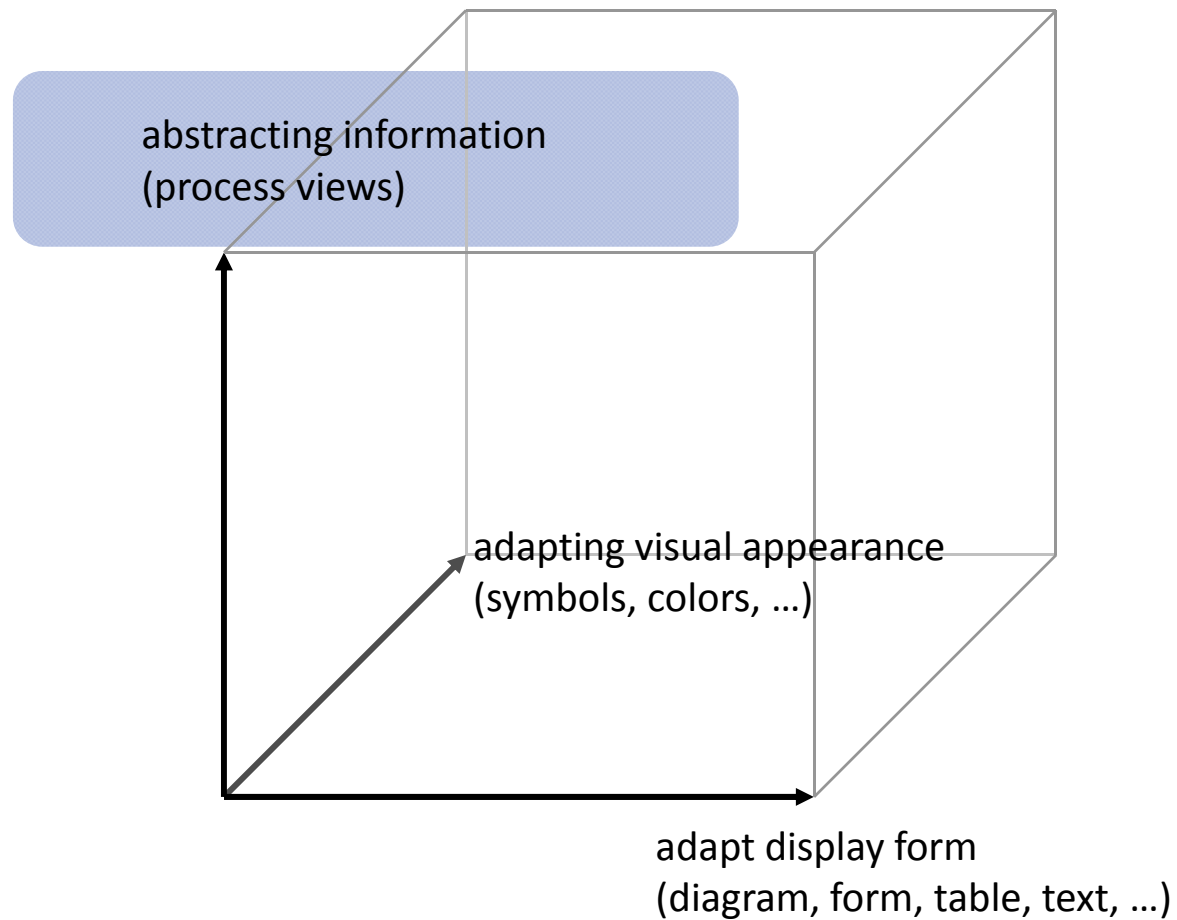 abstracting information
(process views)
adapting visual appearance
(symbols, colors, …)
adapt display form
(diagram, form, table, text, …)